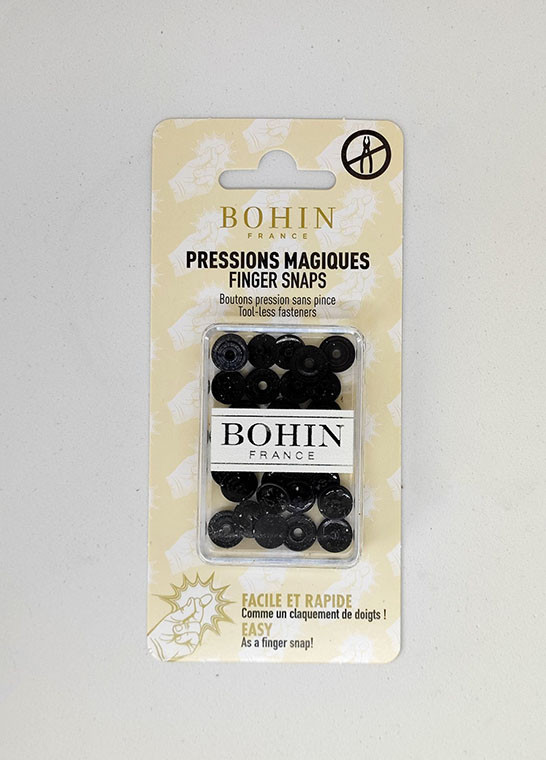 BOHIN
FRANCE
PRESSIONS MAGIQUES
FINGER SNAPS
Boutons pression sans pince
Tool-less fasteners
BOHIN
FRANCE
FACILE ET RAPIDE
Comme un claquement de doigts !
EASY
As a finger snap!